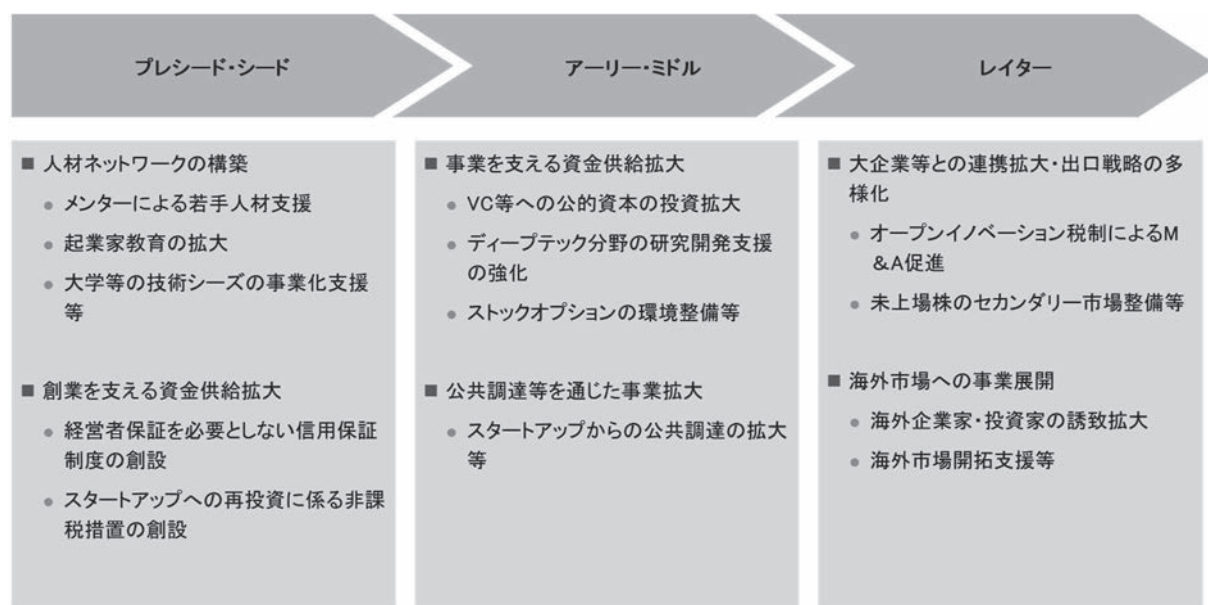 プレシード・シード
アーリー・ミドル
レイター
■ 人材ネットワークの構築
● メンターによる若手人材支援
● 起業家教育の拡大
● 大学等の技術シーズの事業化支援
等
■ 創業を支える資金供給拡大
● 経営者保証を必要としない信用保証
制度の創設
● スタートアップへの再投資に係る非課
税措置の創設
■ 事業を支える資金供給拡大
● VC等への公的資本の投資拡大
● ディープテック分野の研究開発支援
の強化
● ストックオプションの環境整備等
■ 公共調達等を通じた事業拡大
● スタートアップからの公共調達の拡大
等
■ 大企業等との連携拡大・出口戦略の多
様化
● オープンイノベーション税制によるM
&A促進
● 未上場株のセカンダリー市場整備等
■ 海外市場への事業展開
● 海外企業家・投資家の誘致拡大
● 海外市場開拓支援等